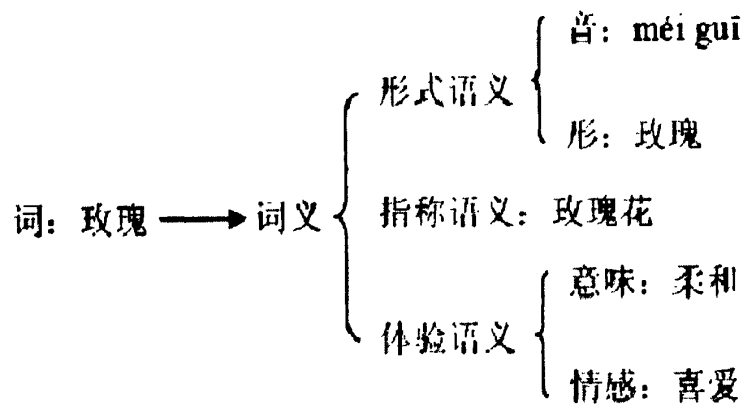 音：méi guī
形式语义
形：玫瑰
词：玫瑰 词义
指称语义：玫瑰花
意味：柔和
体验语义
情感：喜爱